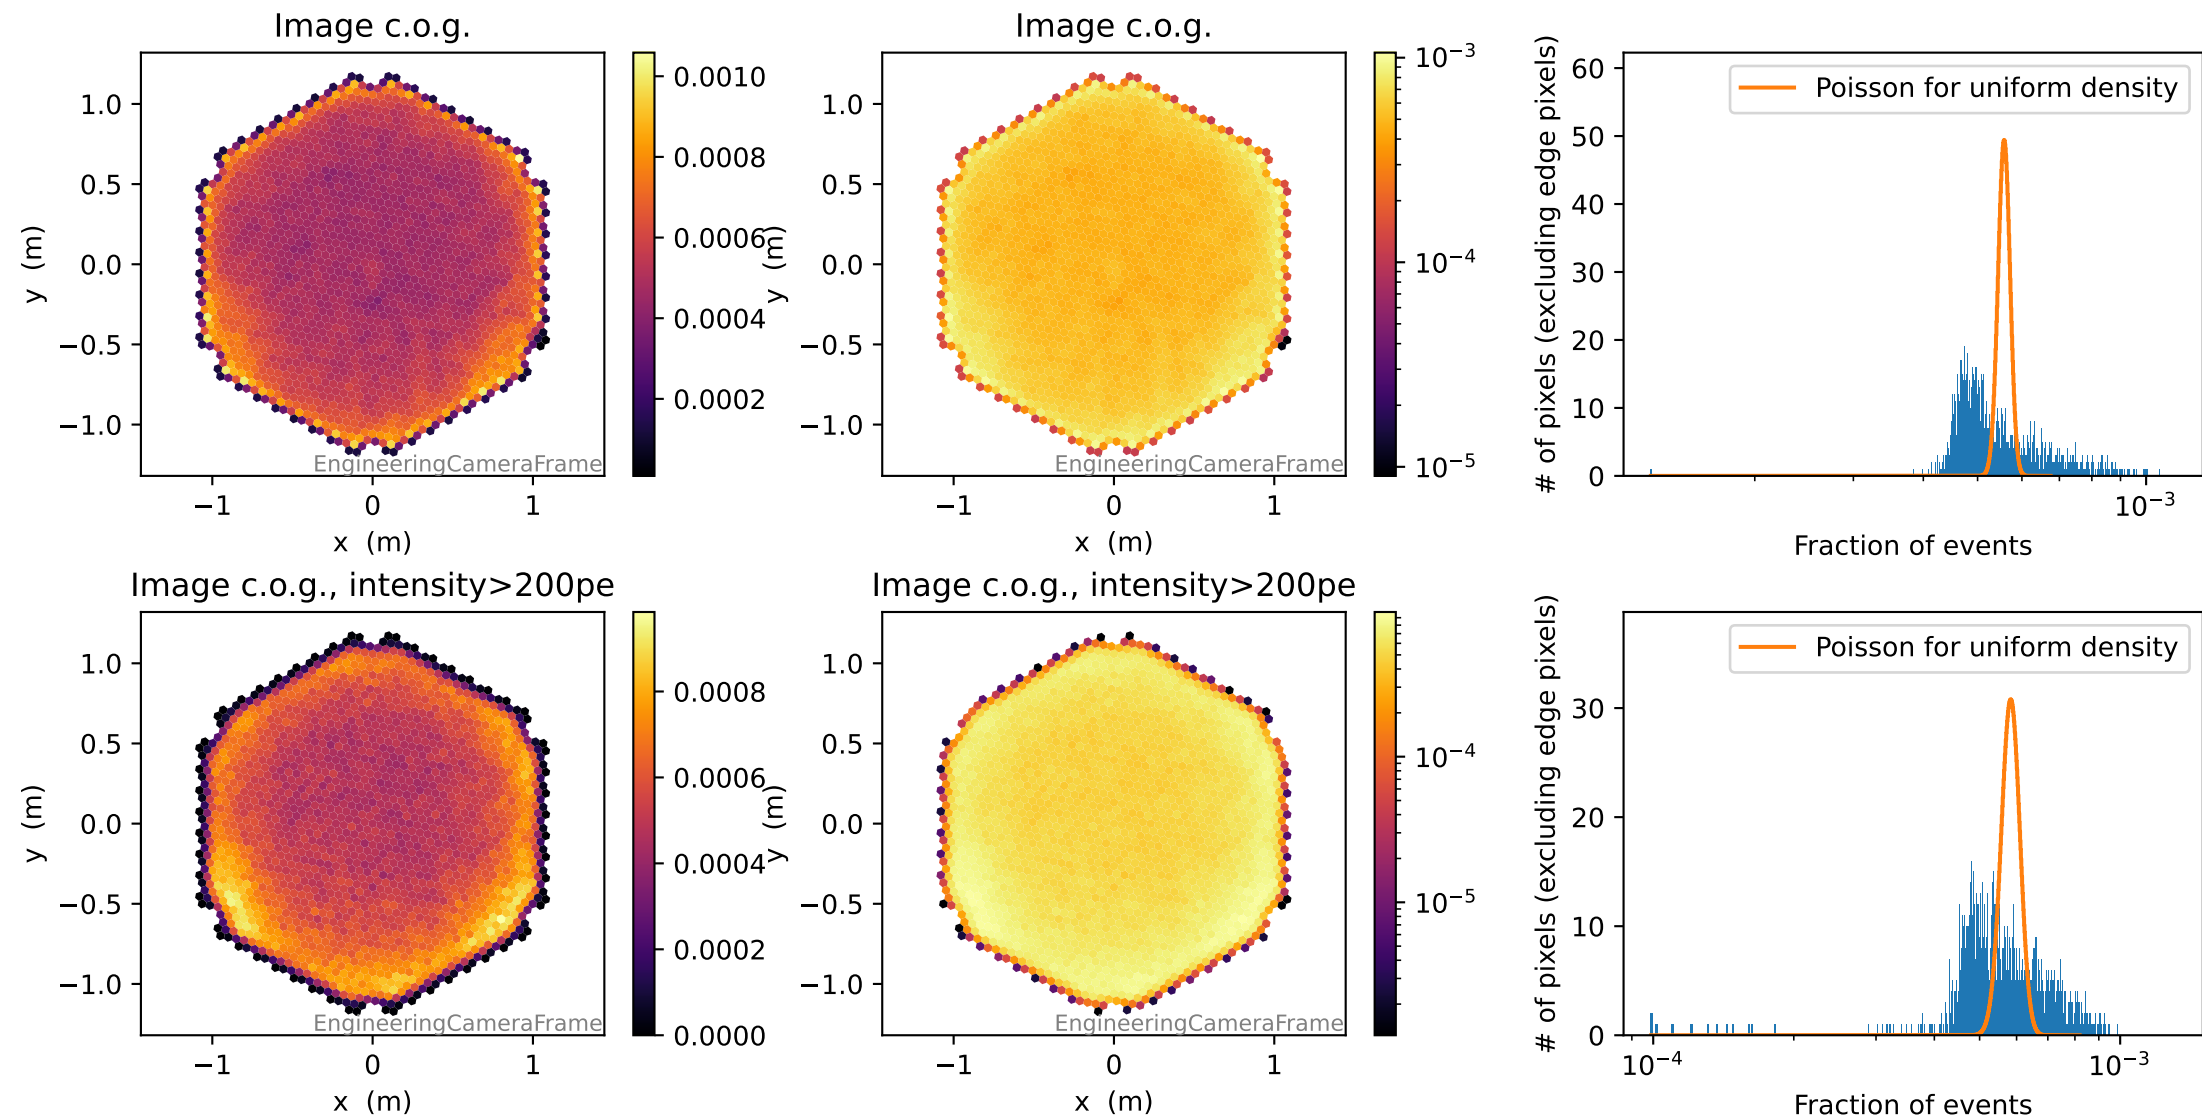 Image c.o.g.
1.0
0.5
0.0
−0.5
−1.0
y (m)
EngineeringCameraFrame
−1
0
1
x (m)
0.0010
0.0008
0.0006
0.0004
0.0002
Image c.o.g.
1.0
0.5
0.0
−0.5
−1.0
y (m)
EngineeringCameraFrame
−1
0
1
x (m)
10−3
10−4
10−5
Poisson for uniform density
60
50
40
30
20
10
0
# of pixels (excluding edge pixels)
10−3
Fraction of events
Image c.o.g., intensity>200pe
1.0
0.5
0.0
−0.5
−1.0
y (m)
EngineeringCameraFrame
−1
0
1
x (m)
0.0008
0.0006
0.0004
0.0002
0.0000
Image c.o.g., intensity>200pe
1.0
0.5
0.0
−0.5
−1.0
y (m)
EngineeringCameraFrame
−1
0
1
x (m)
10−4
10−5
Poisson for uniform density
30
20
10
0
# of pixels (excluding edge pixels)
10−4
10−3
Fraction of events